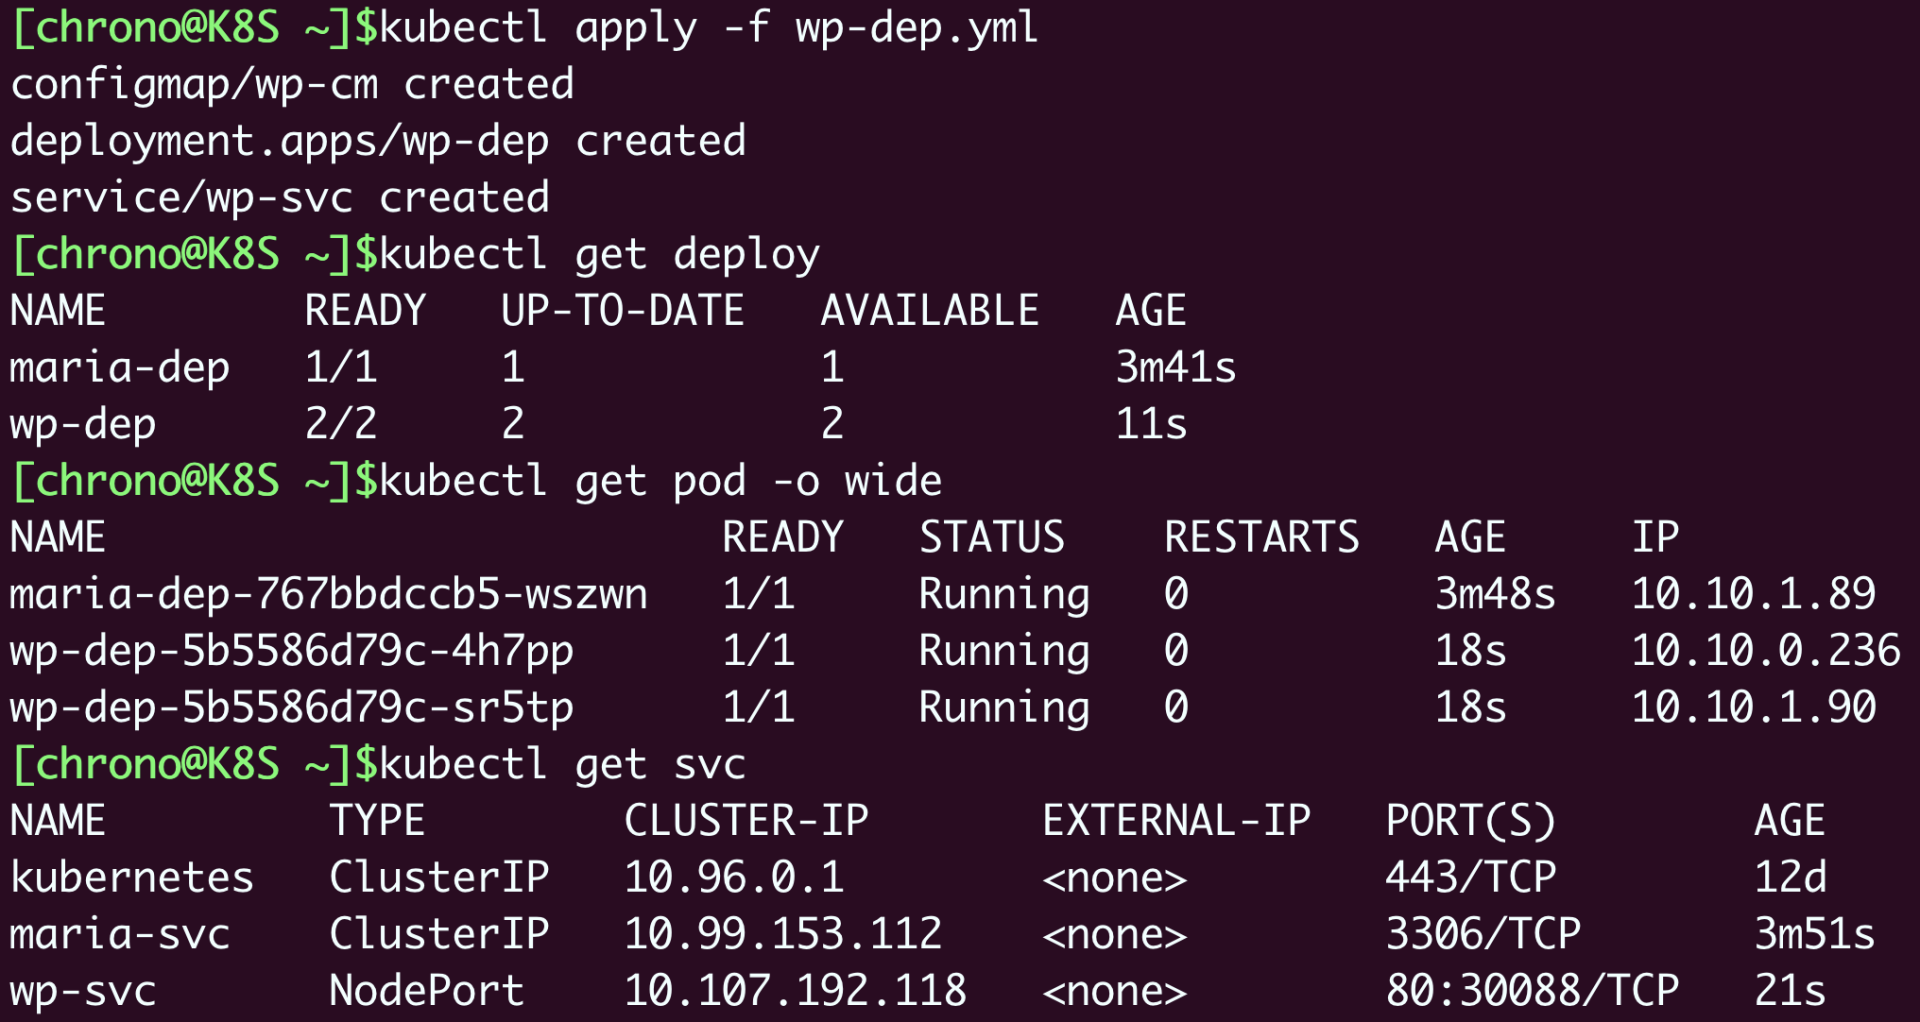 [chrono@K8S ~]$kubectl apply -f wp-dep.yml
configmap/wp-cm created
deployment.apps/wp-dep created
service/wp-svc created
[chrono@K8S ~]$kubectl get deploy
NAME        READY   UP-TO-DATE   AVAILABLE   AGE
maria-dep   1/1     1            1           3m41s
wp-dep      2/2     2            2           11s
[chrono@K8S ~]$kubectl get pod -o wide
NAME                         READY   STATUS    RESTARTS   AGE     IP
maria-dep-767bbdccb5-wszwn   1/1     Running   0          3m48s   10.10.1.89
wp-dep-5b5586d79c-4h7pp      1/1     Running   0          18s     10.10.0.236
wp-dep-5b5586d79c-sr5tp      1/1     Running   0          18s     10.10.1.90
[chrono@K8S ~]$kubectl get svc
NAME         TYPE        CLUSTER-IP       EXTERNAL-IP   PORT(S)        AGE
kubernetes   ClusterIP   10.96.0.1        <none>        443/TCP        12d
maria-svc    ClusterIP   10.99.153.112    <none>        3306/TCP       3m51s
wp-svc       NodePort    10.107.192.118   <none>        80:30088/TCP   21s